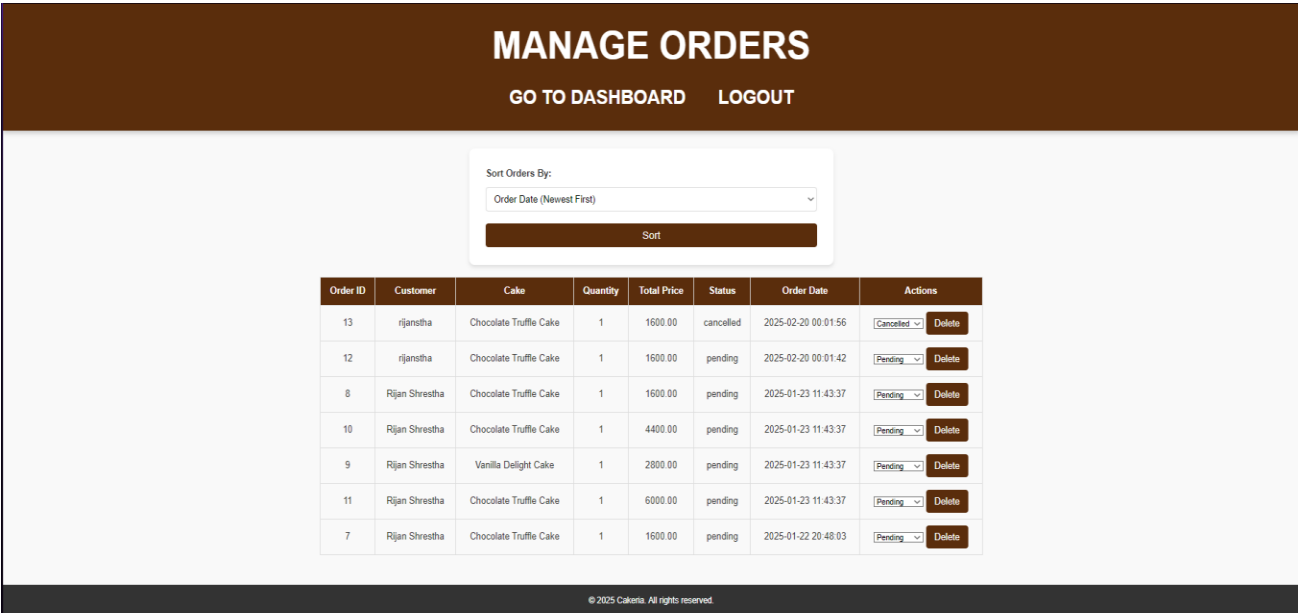 MANAGE ORDERS
GO TO DASHBOARD LOGOUT
Sort Orders By:
Order Date (Newest First)
Sort
Order ID Customer Cake Quantity Total Price Status Order Date Actions
13 rijanstha Chocolate Truffle Cake 1 1600.00 cancelled 2025-02-20 00:01:56 Cancelled Delete
12 rijanstha Chocolate Truffle Cake 1 1600.00 pending 2025-02-20 00:01:42 Pending Delete
8 Rijan Shrestha Chocolate Truffle Cake 1 1600.00 pending 2025-01-23 11:43:37 Pending Delete
10 Rijan Shrestha Chocolate Truffle Cake 1 4400.00 pending 2025-01-23 11:43:37 Pending Delete
9 Rijan Shrestha Vanilla Delight Cake 1 2800.00 pending 2025-01-23 11:43:37 Pending Delete
11 Rijan Shrestha Chocolate Truffle Cake 1 6000.00 pending 2025-01-23 11:43:37 Pending Delete
7 Rijan Shrestha Chocolate Truffle Cake 1 1600.00 pending 2025-01-22 20:48:03 Pending Delete
© 2025 Cakeria. All rights reserved.